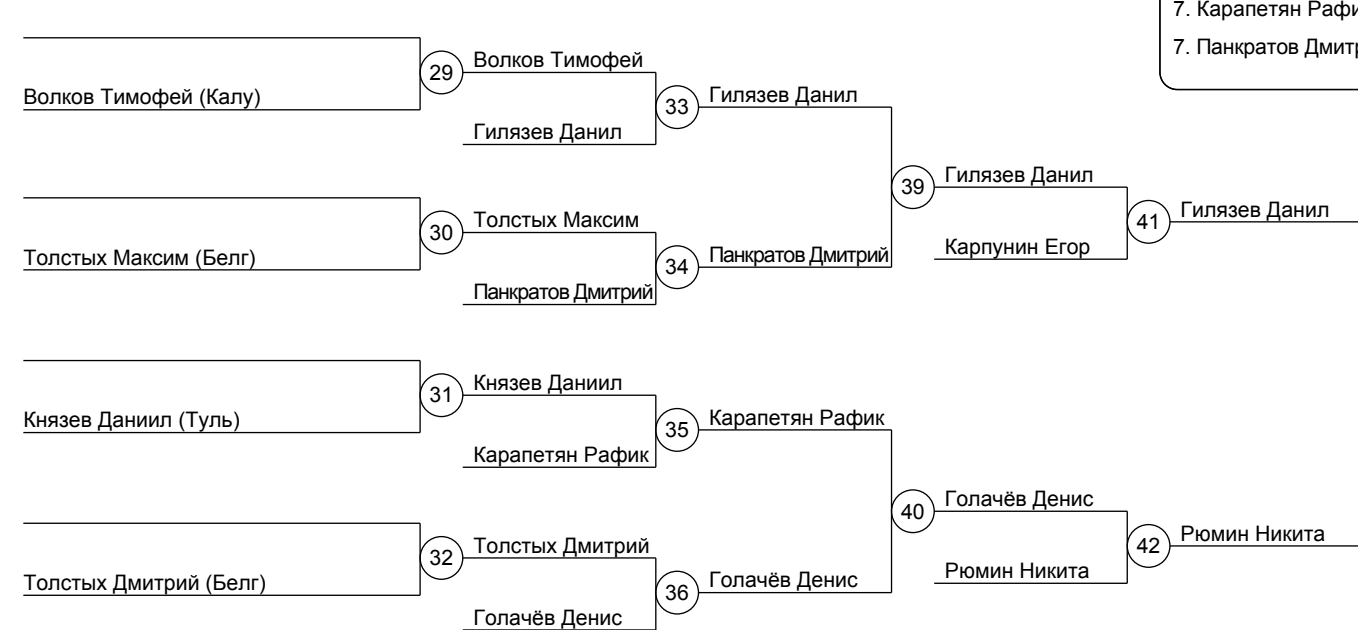 7. Карапетян
7. Панкратов
Волков Тимофей (Калу)
29
Волков Тимофей
Гилязев Данил
33
Гилязев Данил
Толстых Максим (Белг)
30
Толстых Максим
Панкратов Дмитрий
34
Панкратов Дмитрий
39
Гилязев Данил
Карпунин Егор
41
Гилязев Данил
Князев Даниил (Туль)
31
Князев Даниил
Карапетян Рафик
35
Карапетян Рафик
Толстых Дмитрий (Белг)
32
Толстых Дмитрий
Голачёв Денис
36
Голачёв Денис
40
Голачёв Денис
Рюмин Никита
42
Рюмин Никита